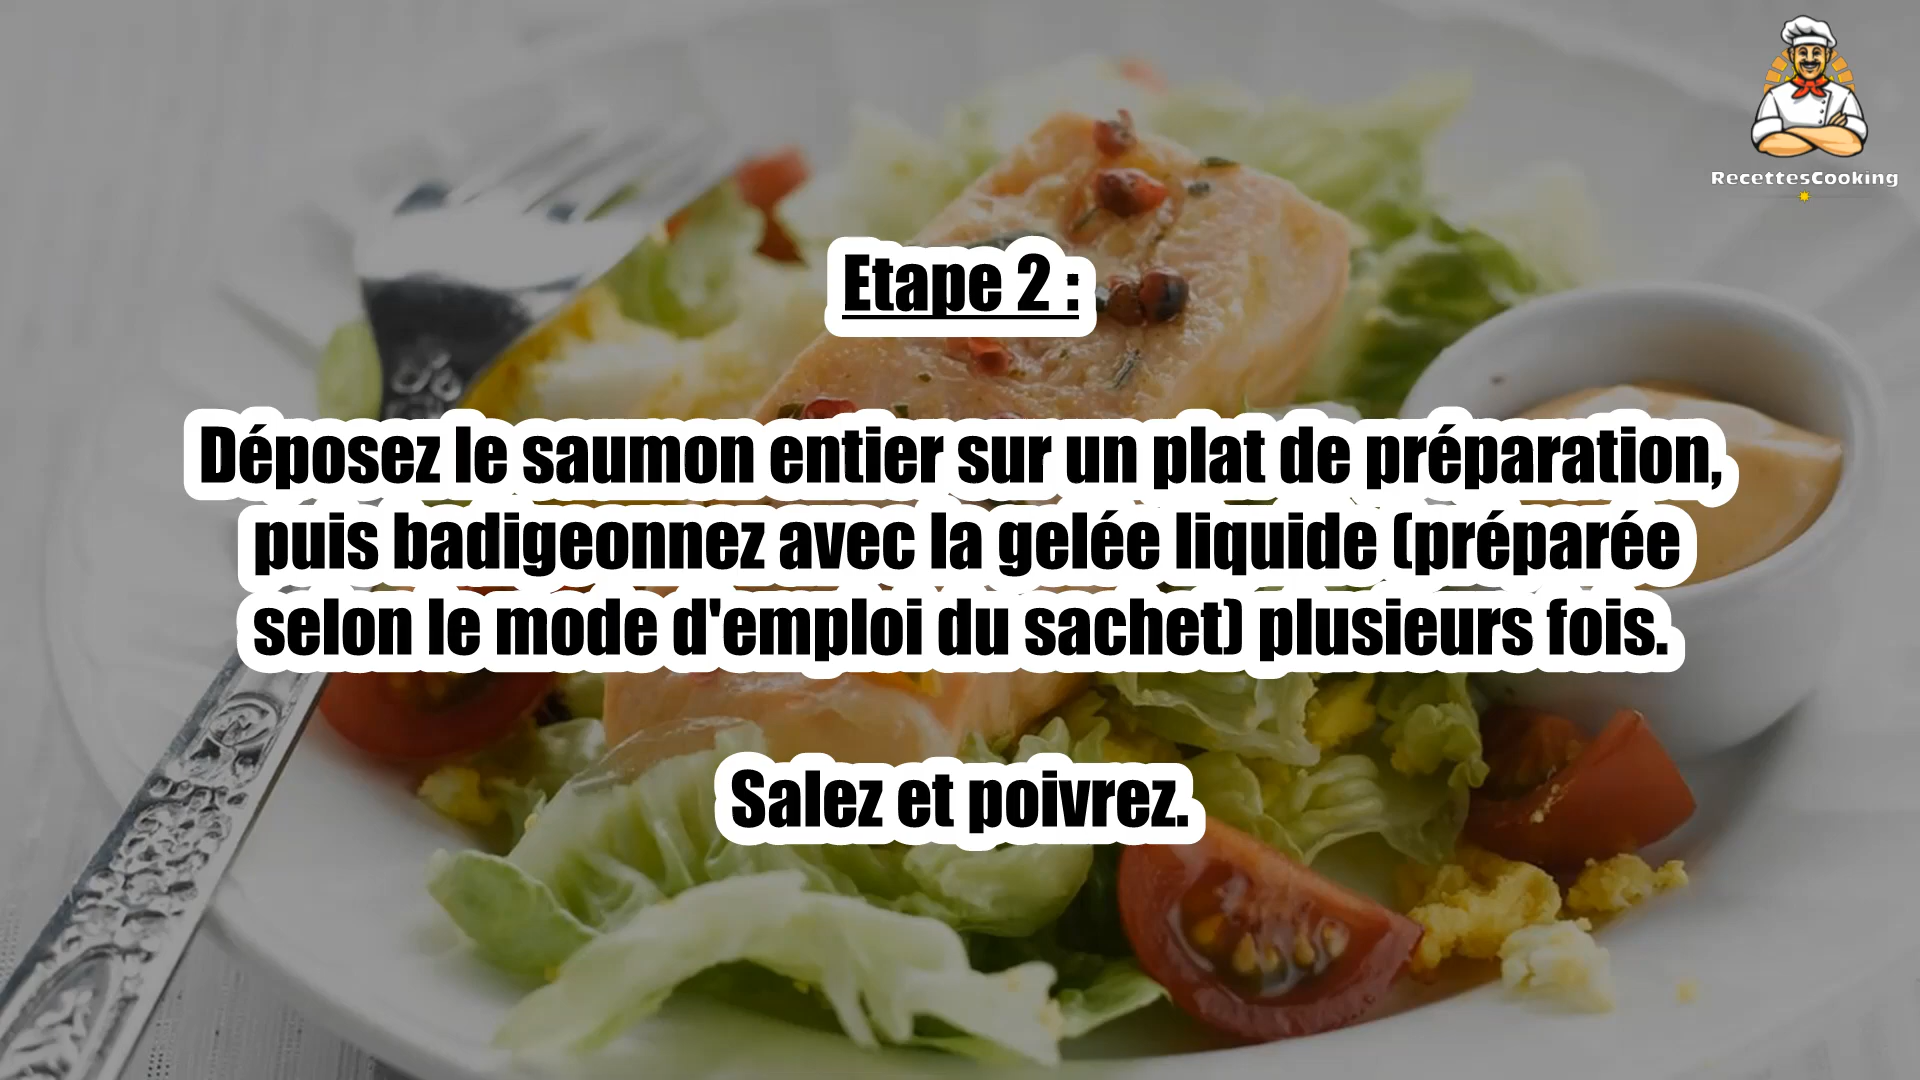 RecettesCooking
Etape 2 :
Déposez le saumon entier sur un plat de préparation,
puis badigeonnez avec la gelée liquide (préparée
selon le mode d'emploi du sachet) plusieurs fois.
Salez et poivrez.